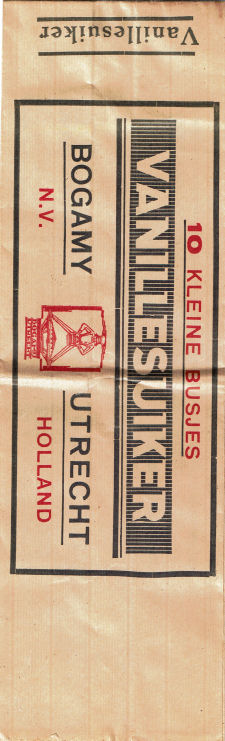 Vanillesuiker
10 KLEINE BUSJES
VANILLESUIKER
BOGAMY UTRECHT
N.V. HOLLAND